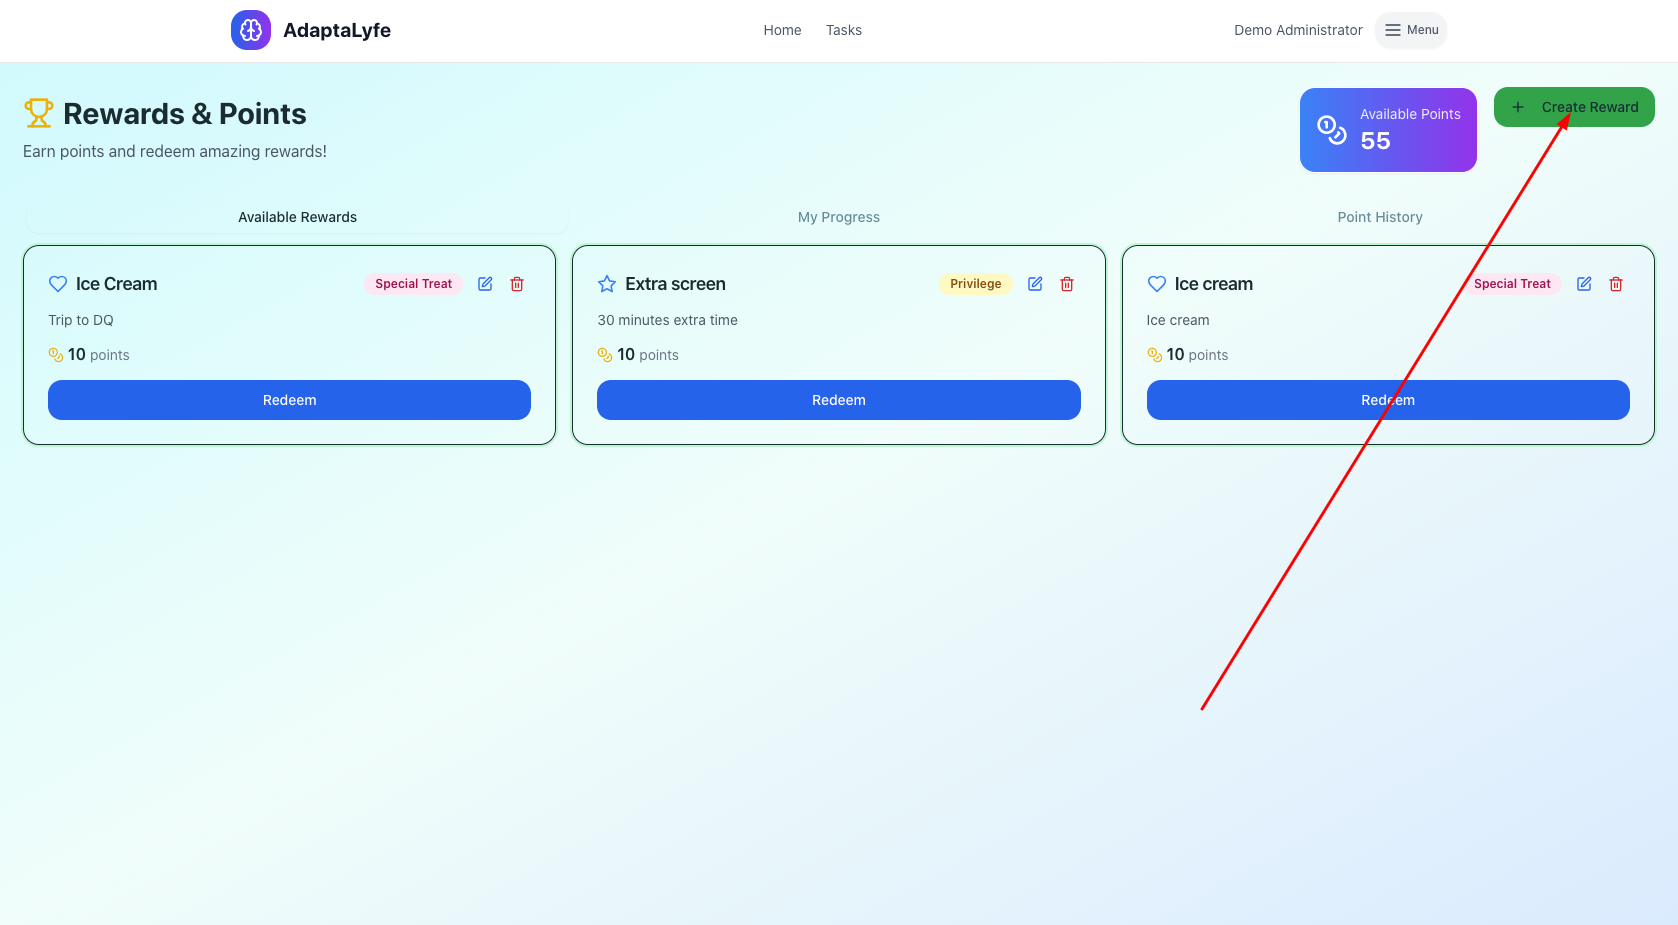 AdaptaLyfe
Home
Tasks
Demo Administrator
Menu
Rewards & Points
Earn points and redeem amazing rewards!
Available Points
55
Create Reward
Available Rewards
My Progress
Point History
Ice Cream
Special Treat
Trip to DQ
10 points
Redeem
Extra screen
Privilege
30 minutes extra time
10 points
Redeem
Ice cream
Special Treat
Ice cream
10 points
Redeem